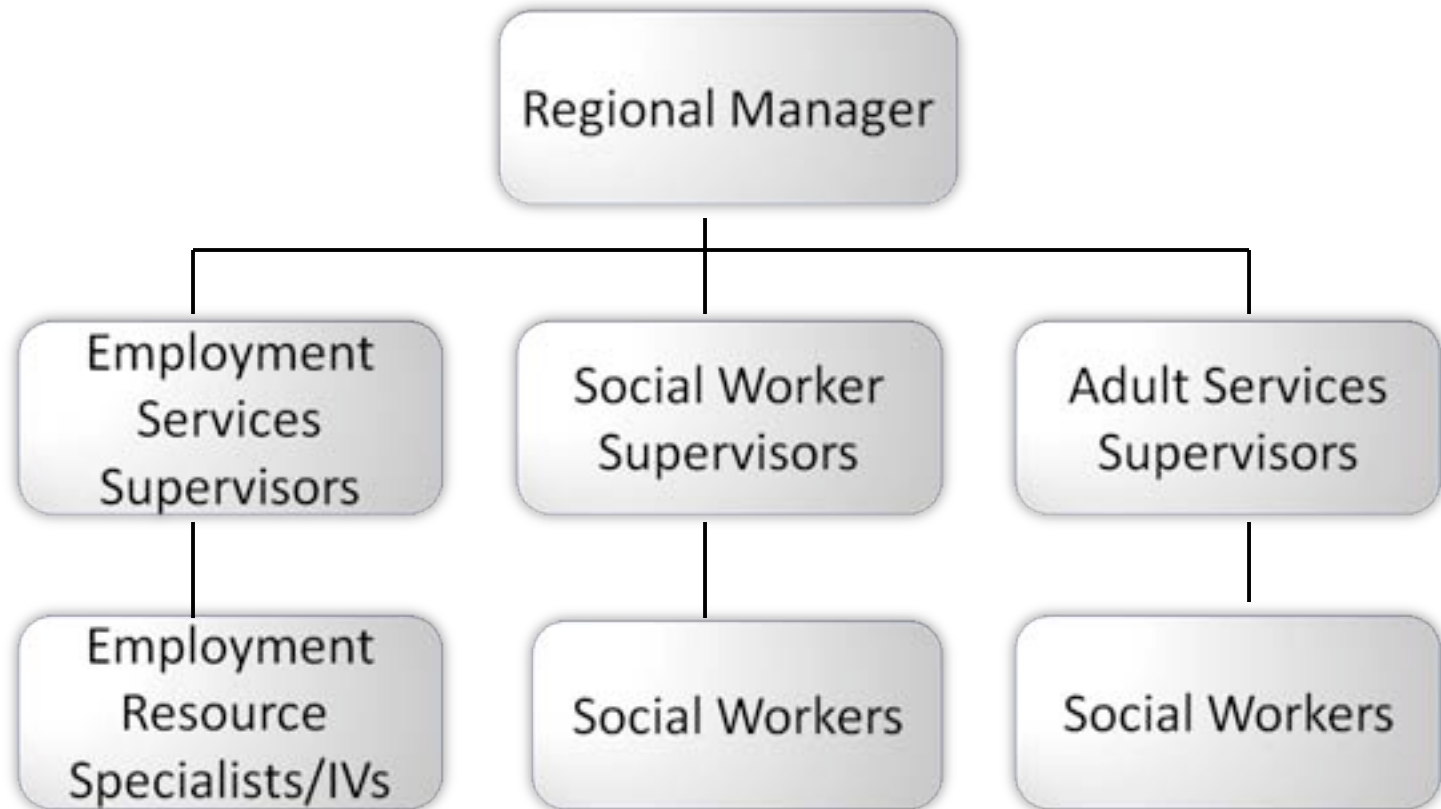 Regional Manager
Employment
Services
Supervisors
Social Worker
Supervisors
Adult Services
Supervisors
Employment
Resource
Specialists/IVs
Social Workers
Social Workers